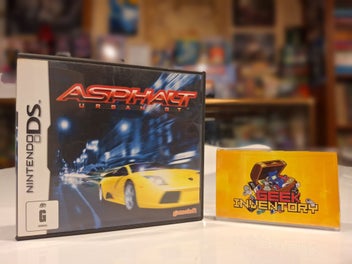 NINTENDO DS
ASPHALT
URBAN GT
gameloft
G
GEEK
INVENTORY